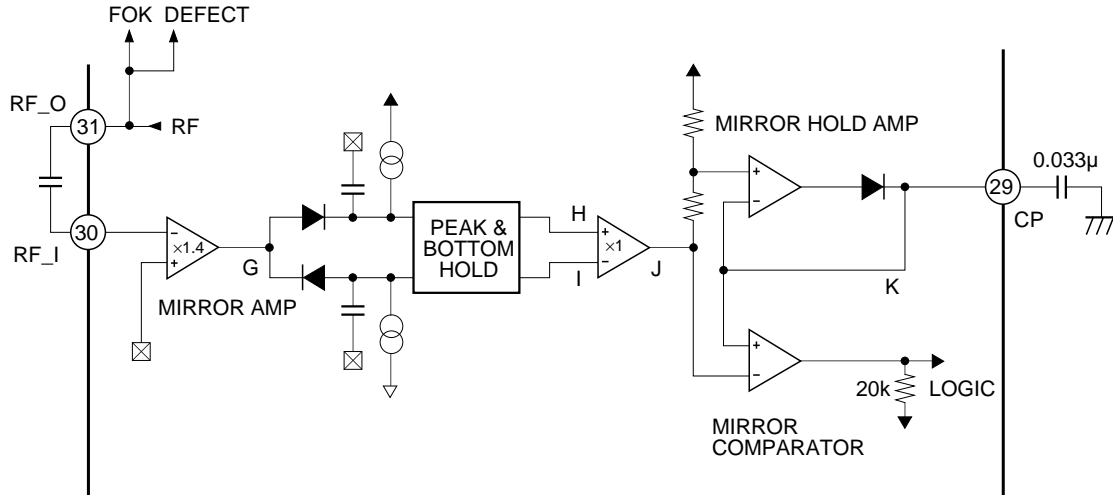 FOK DEFECT
RF_O
31
RF
30
RF_I
−
×1.4
+
G
MIRROR AMP
PEAK &
BOTTOM
HOLD
H
I
+
×1
−
J
MIRROR HOLD AMP
+
−
K
29
CP
0.033μ
+
−
20k
LOGIC
MIRROR
COMPARATOR